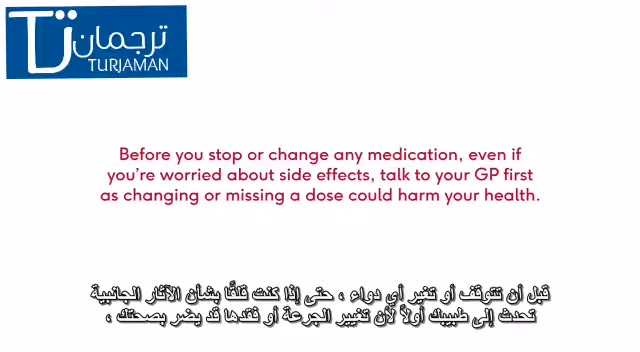 ترجمان
TURJAMAN
Before you stop or change any medication, even if
you're worried about side effects, talk to your GP first
as changing or missing a dose could harm your health.
قبل أن تتوقف أو تغير أي دواء ، حتى إذا كنت قلقًا بشأن الآثار الجانبية
تحدث إلى طبيبك أولاً لأن تغيير الجرعة أو فقدها قد يضر بصحتك ،